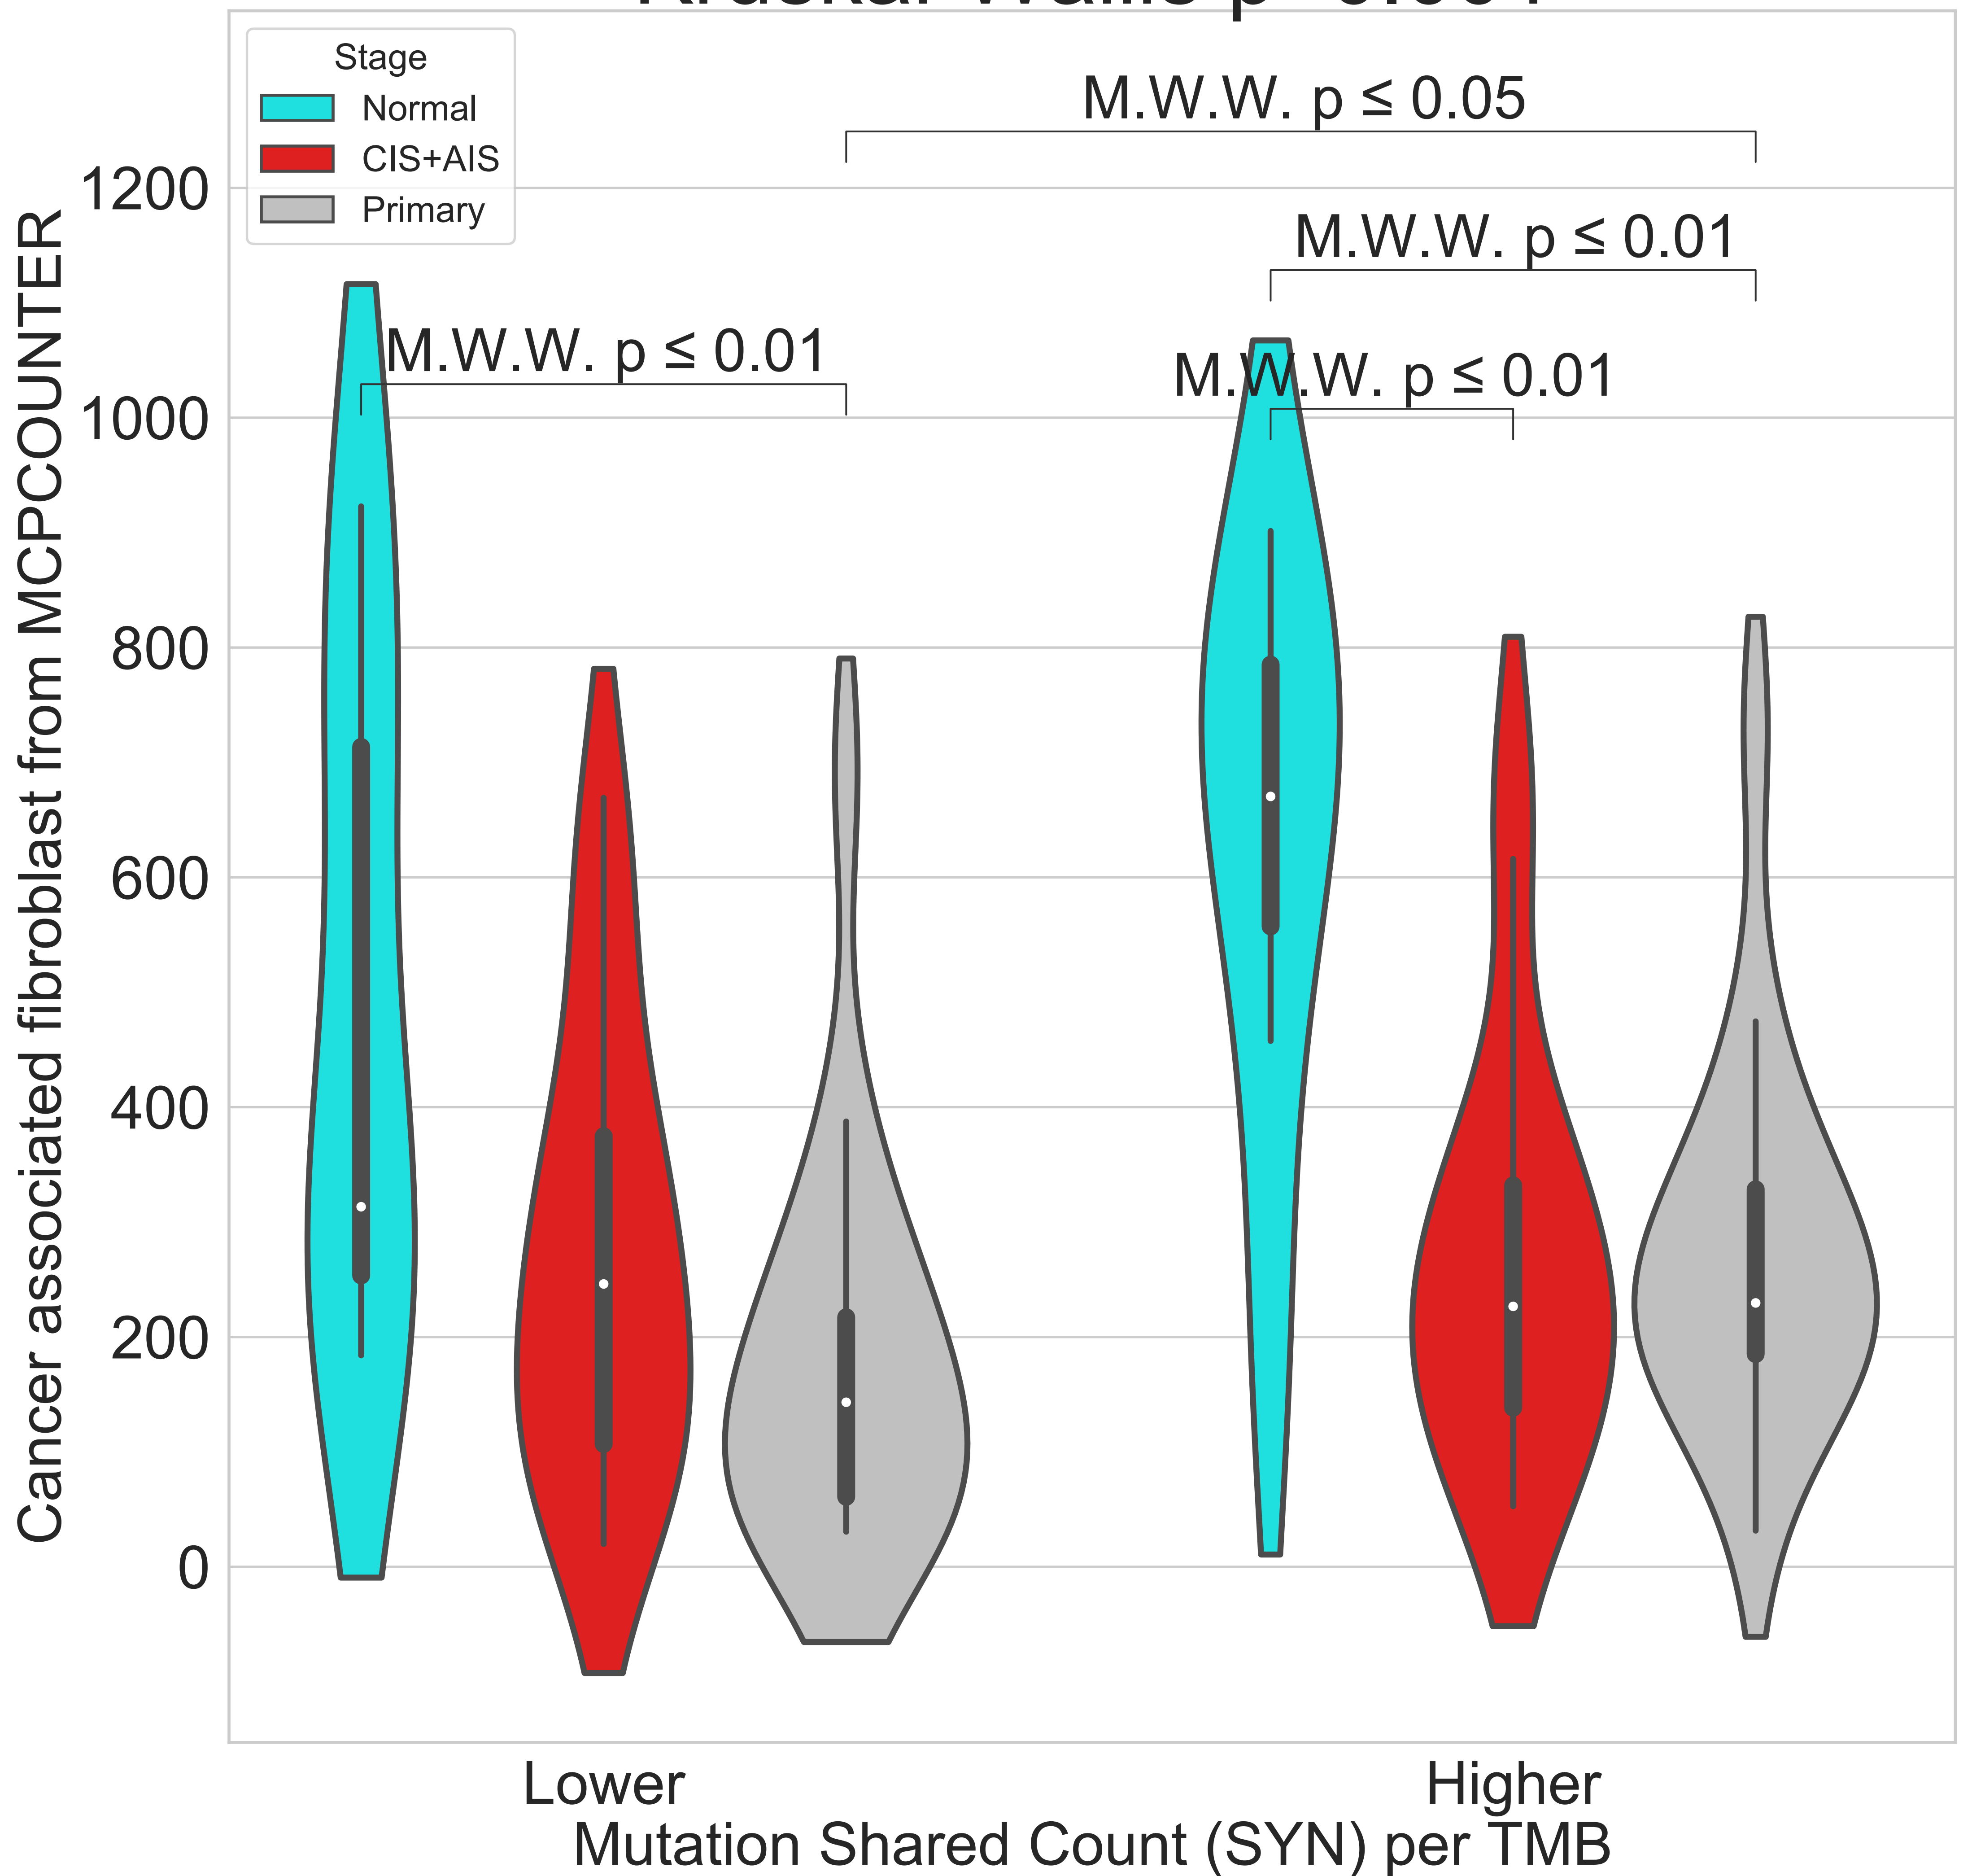 Stage
Normal
CIS+AIS
Primary
M.W.W. p ≤ 0.05
M.W.W. p ≤ 0.01
M.W.W. p ≤ 0.01
M.W.W. p ≤ 0.01
Cancer associated fibroblast from MCPCOUNTER
1200
1000
800
600
400
200
0
Lower
Higher
Mutation Shared Count (SYN) per TMB